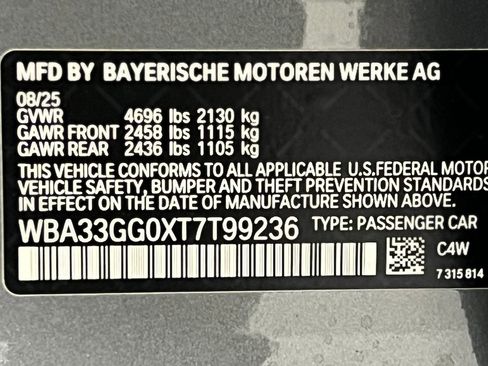 MFD BY BAYERISCHE MOTOREN WERKE AG
08/25
GVWR 4696 lbs 2130 kg
GAWR FRONT 2458 lbs 1115 kg
GAWR REAR 2436 lbs 1105 kg
THIS VEHICLE CONFORMS TO ALL APPLICABLE U.S.FEDERAL MOTOR
VEHICLE SAFETY, BUMPER AND THEFT PREVENTION STANDARDS
IN EFFECT ON THE DATE OF MANUFACTURE SHOWN ABOVE.
WBA33GG0XT7T99236 TYPE: PASSENGER CAR
C4W
7 315 814